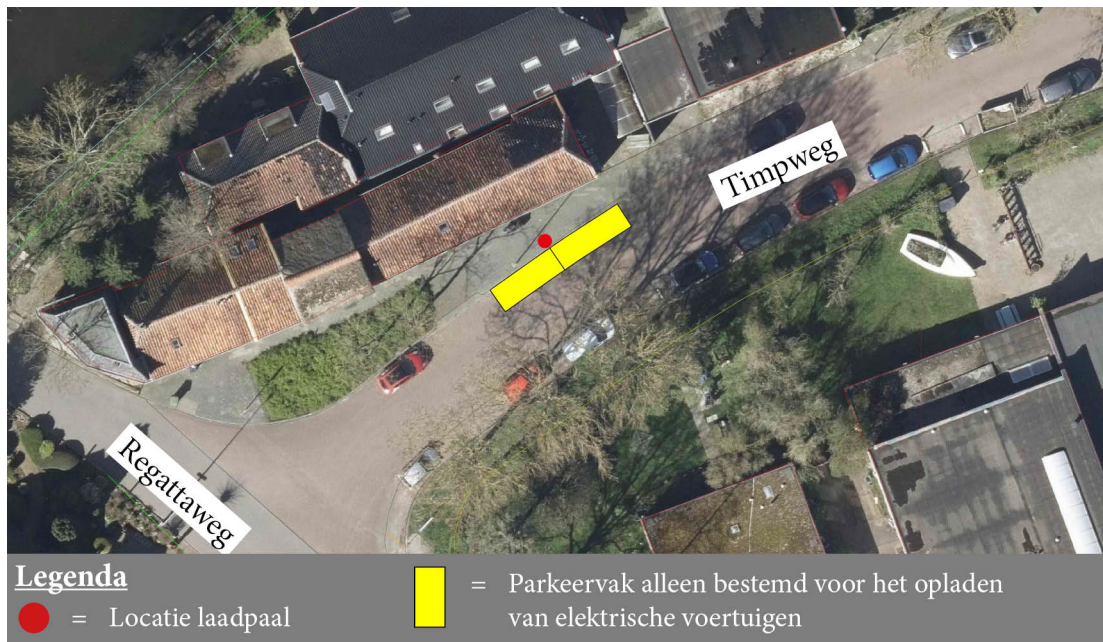 Timpweg
Regattaweg
Legenda
= Locatie laadpaal
= Parkeervak alleen bestemd voor het opladen
van elektrische voertuigen